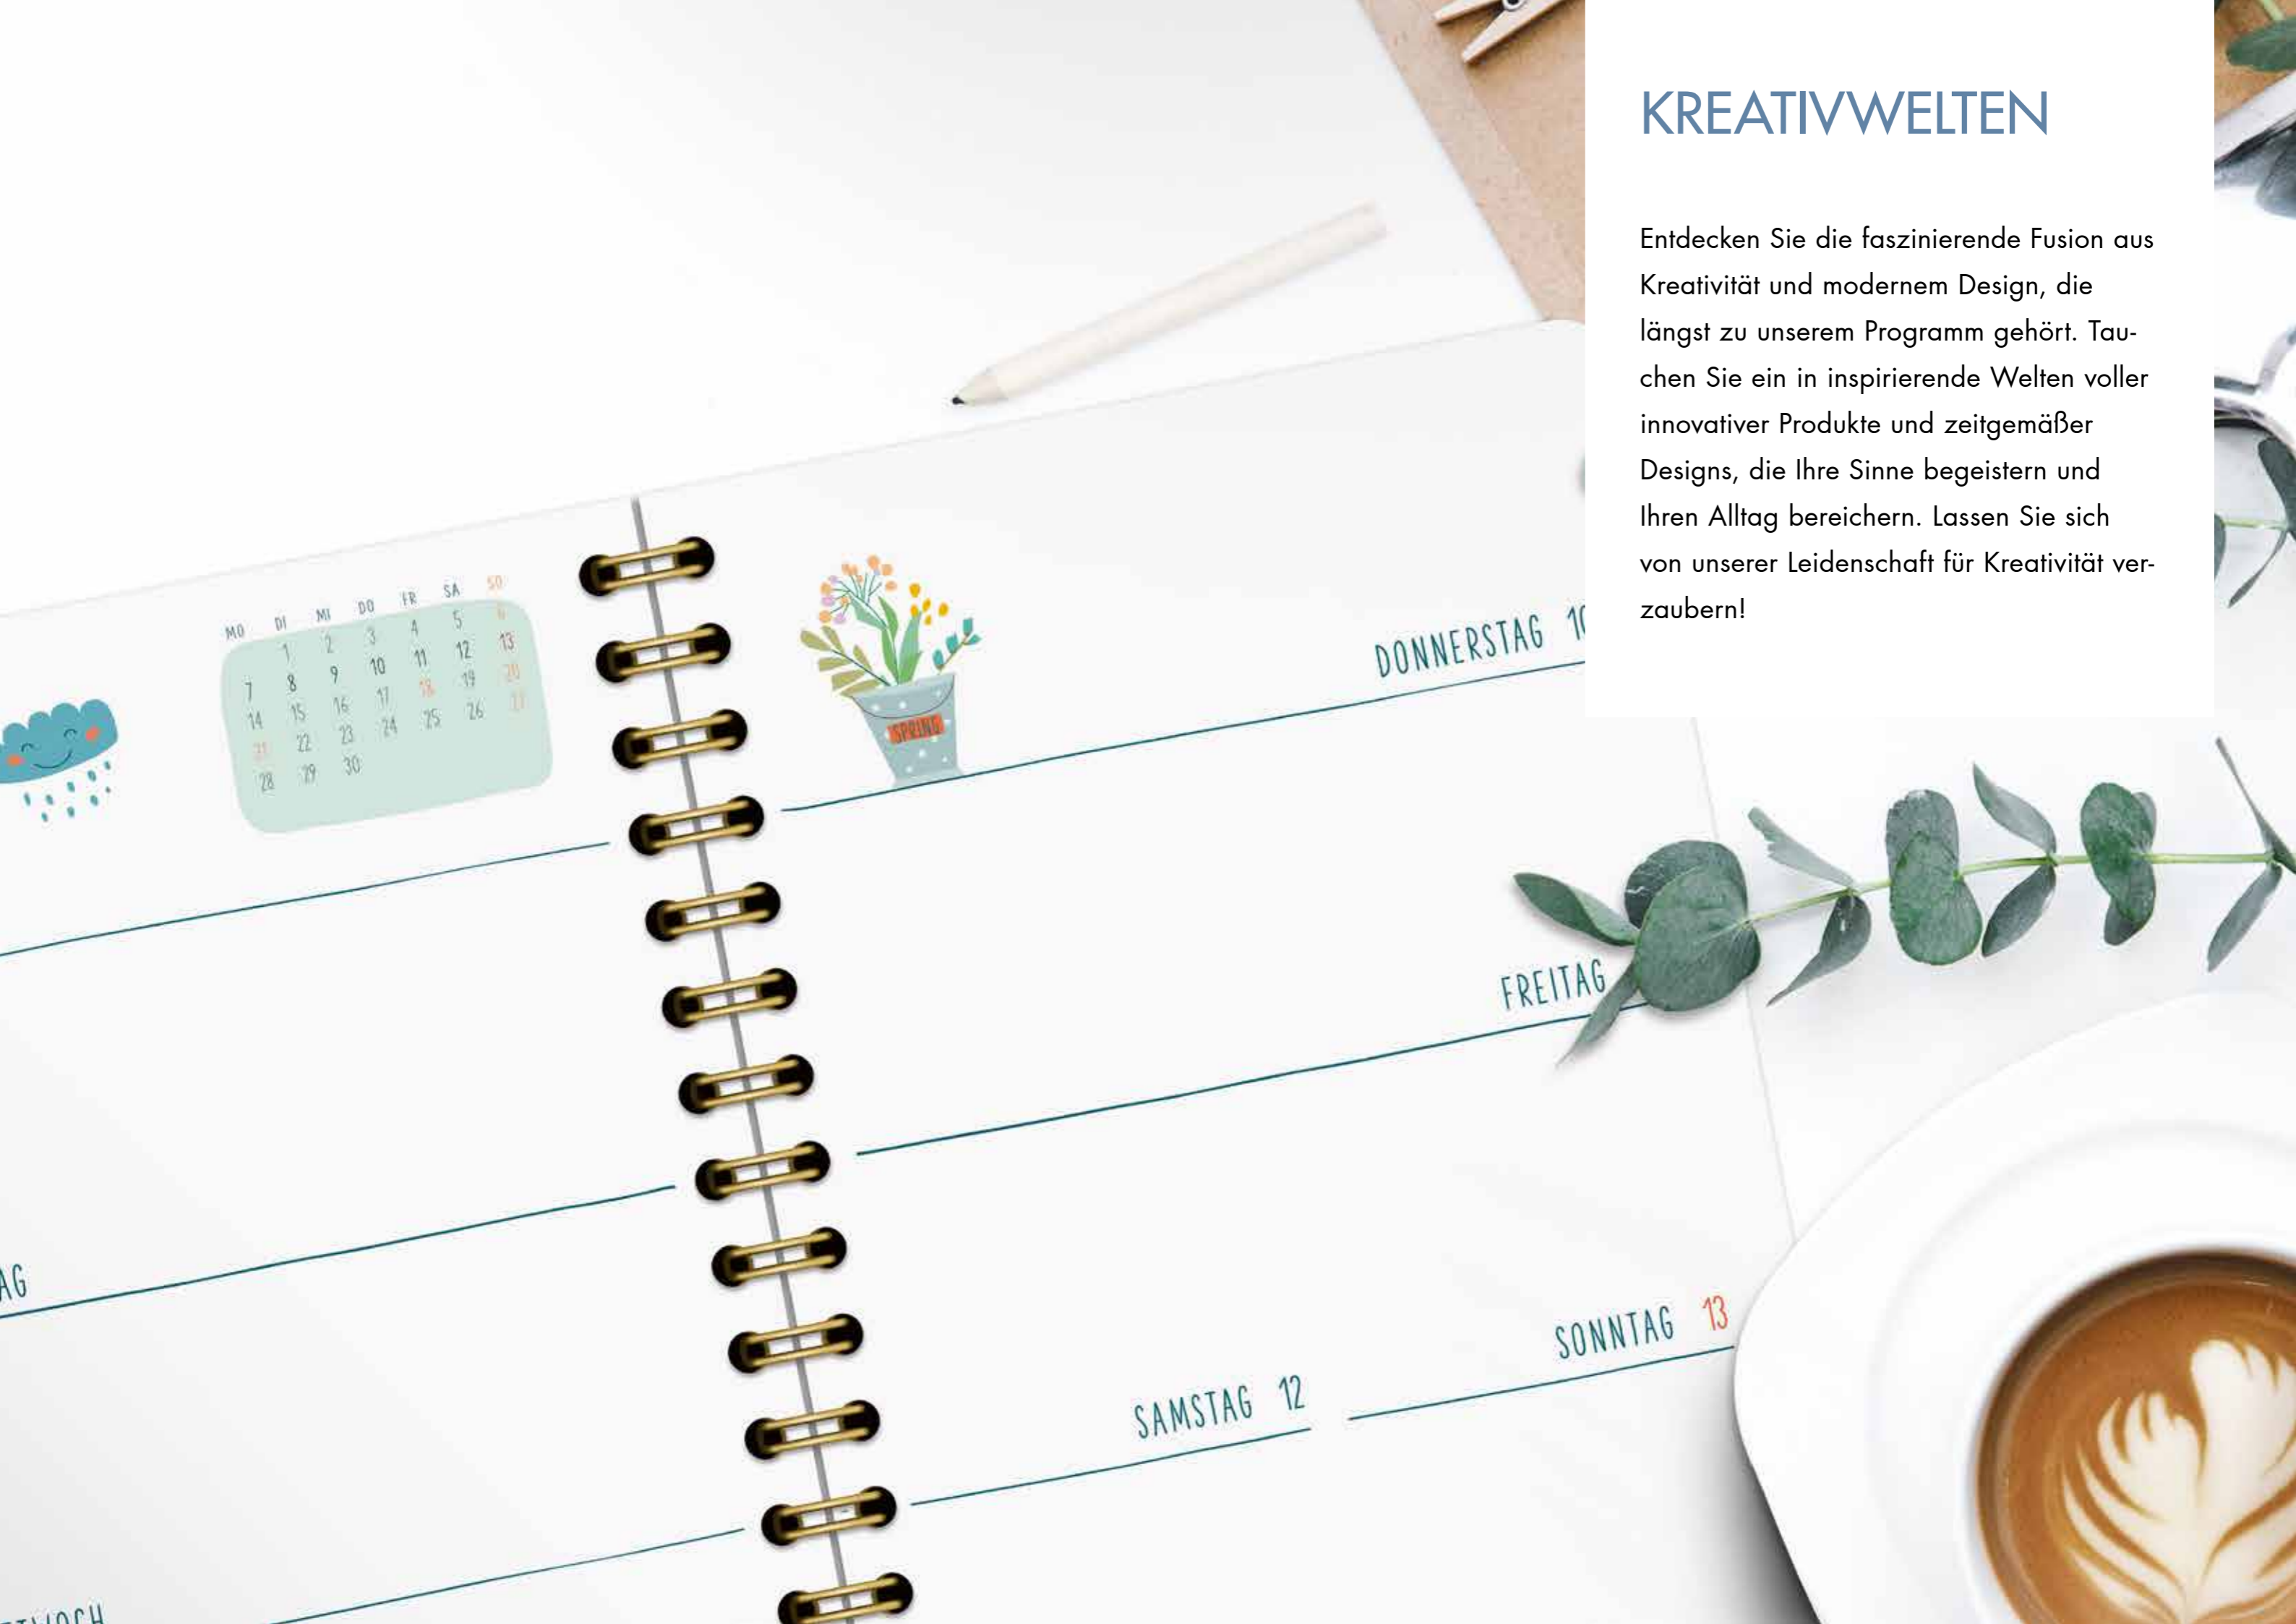 KREATIVWELTEN
Entdecken Sie die faszinierende Fusion aus
Kreativität und modernem Design, die
längst zu unserem Programm gehört. Tau-
chen Sie ein in inspirierende Welten voller
innovativer Produkte und zeitgemäßer
Designs, die Ihre Sinne begeistern und
Ihren Alltag bereichern. Lassen Sie sich
von unserer Leidenschaft für Kreativität ver-
zaubern!
MO DI MI DO FR SA SO
1 2 3 4 5 6
7 8 9 10 11 12 13
14 15 16 17 18 19 20
21 22 23 24 25 26 27
28 29 30
SPRING
DONNERSTAG 10
FREITAG
SAMSTAG 12
SONNTAG 13